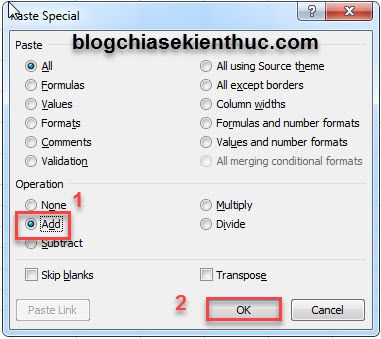 Paste Special
blogchiasekienthuc.com
Paste
All
All using Source theme
Formulas
All except borders
Values
Column widths
Formats
Formulas and number formats
Comments
Values and number formats
Validation
All merging conditional formats
Operation
1
None
Multiply
Add
Divide
Subtract
Skip blanks
Transpose
Paste Link
2
OK
Cancel